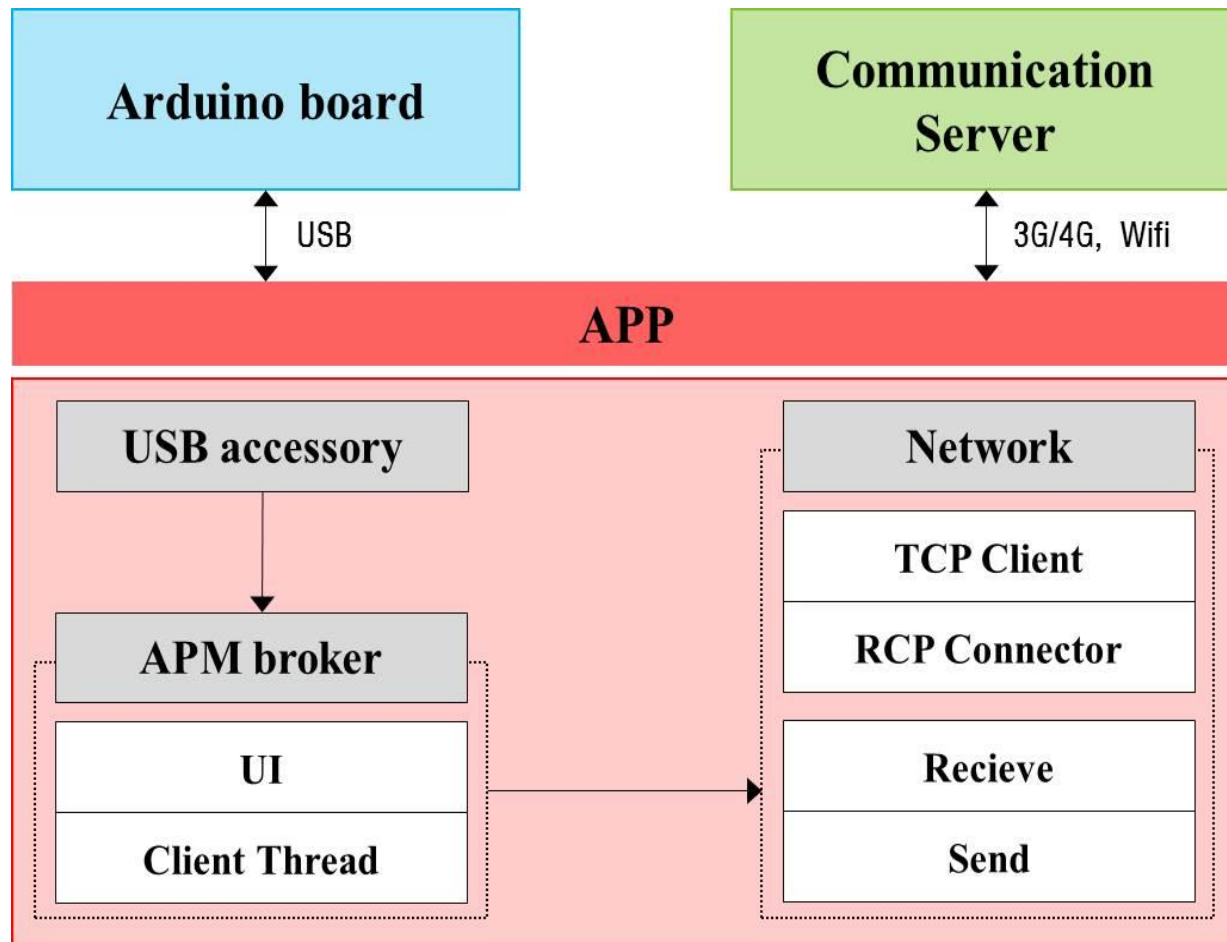 Arduino board
Communication
Server
USB
3G/4G, Wifi
APP
USB accessory
APM broker
UI
Client Thread
Network
TCP Client
RCP Connector
Recieve
Send